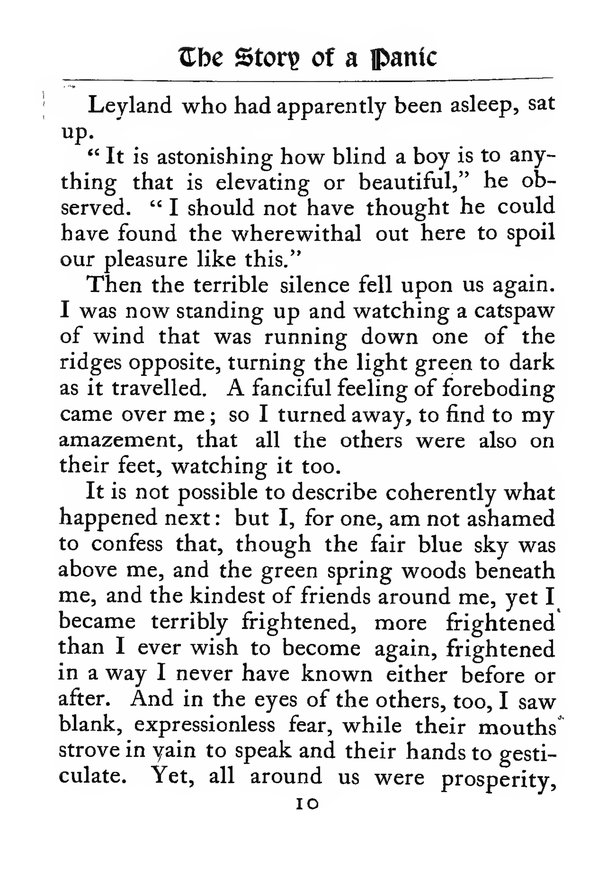 The Story of a Panic
Leyland who had apparently been asleep, sat
up.
“ It is astonishing how blind a boy is to any-
thing that is elevating or beautiful,” he ob-
served. “ I should not have thought he could
have found the wherewithal out here to spoil
our pleasure like this.”
Then the terrible silence fell upon us again.
I was now standing up and watching a catspaw
of wind that was running down one of the
ridges opposite, turning the light green to dark
as it travelled. A fanciful feeling of foreboding
came over me ; so I turned away, to find to my
amazement, that all the others were also on
their feet, watching it too.
It is not possible to describe coherently what
happened next : but I, for one, am not ashamed
to confess that, though the fair blue sky was
above me, and the green spring woods beneath
me, and the kindest of friends around me, yet I
became terribly frightened, more frightened
than I ever wish to become again, frightened
in a way I never have known either before or
after. And in the eyes of the others, too, I saw
blank, expressionless fear, while their mouths
strove in vain to speak and their hands to gesti-
culate. Yet, all around us were prosperity,
10